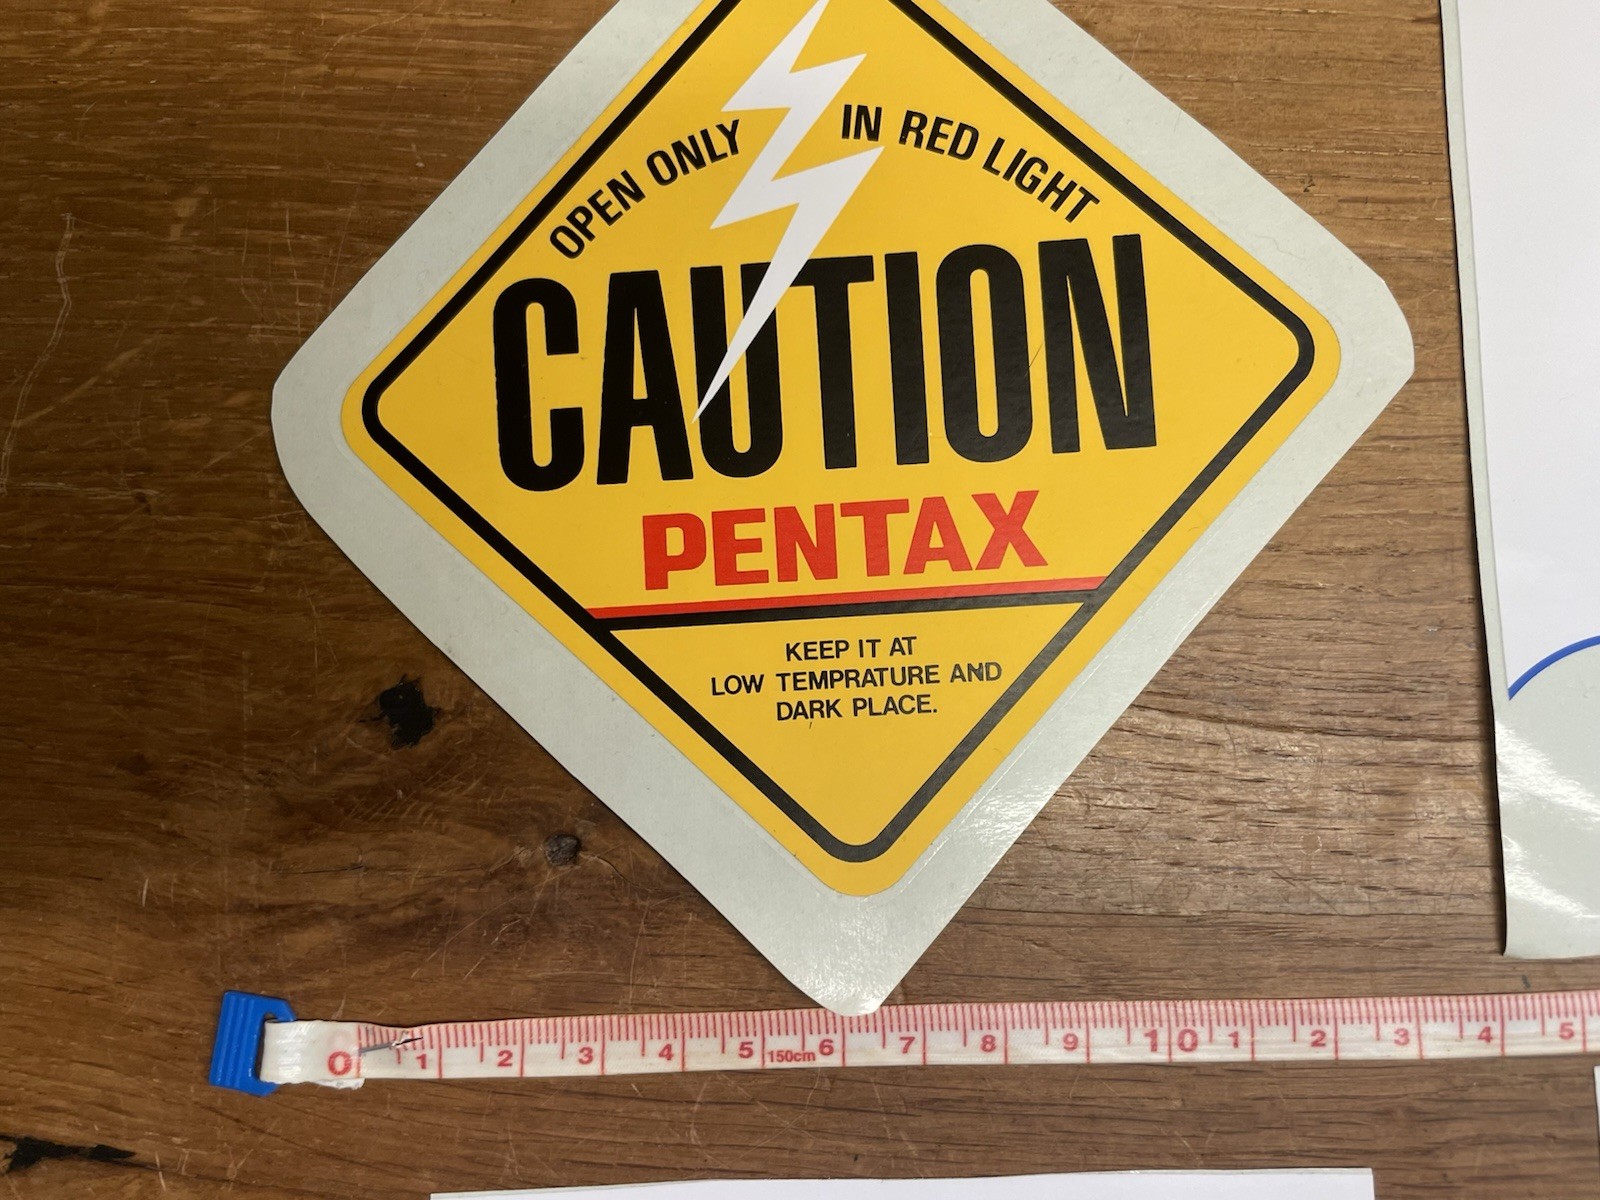 OPEN ONLY IN RED LIGHT
CAUTION
PENTAX
KEEP IT AT
LOW TEMPRATURE AND
DARK PLACE.
0 1 2 3 4 5 150cm 6 7 8 9 10 1 2 3 4 5